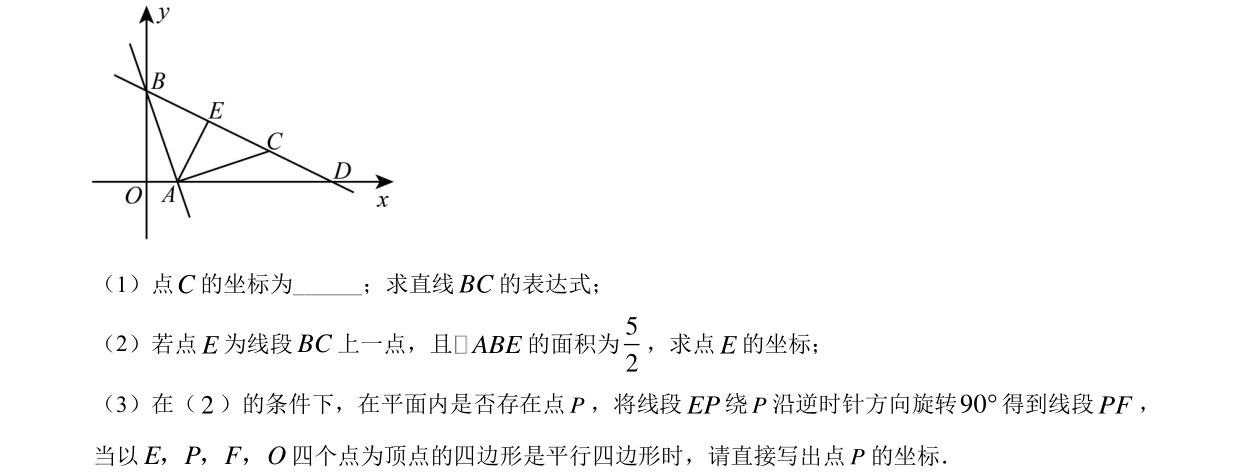 y
B
E
C
D
O A
x
（1）点C的坐标为______；求直线BC的表达式；
（2）若点E为线段BC上一点，且□ABE的面积为5/2，求点E的坐标；
（3）在（2）的条件下，在平面内是否存在点P，将线段EP绕P沿逆时针方向旋转90°得到线段PF，
当以E，P，F，O四个点为顶点的四边形是平行四边形时，请直接写出点P的坐标．